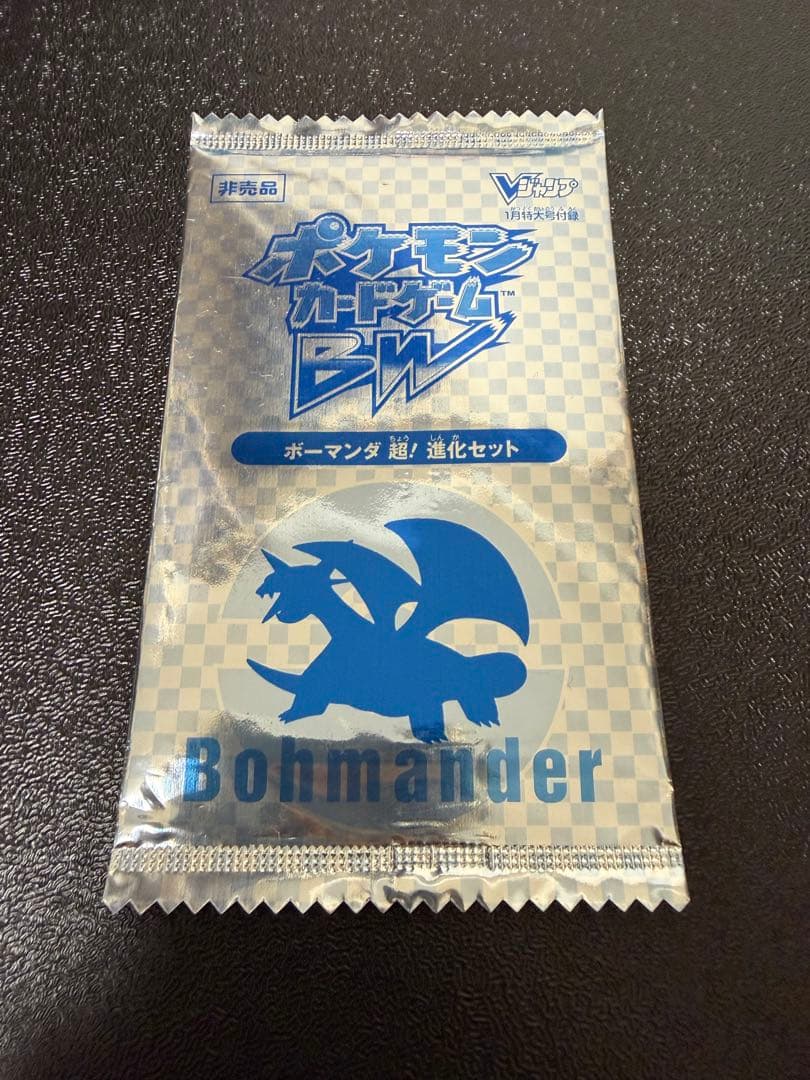 非売品
Vジャンプ
1月特大号付録
ポケモン
カードゲーム™
BW
ボーマンダ 超! 進化セット
Bohmander